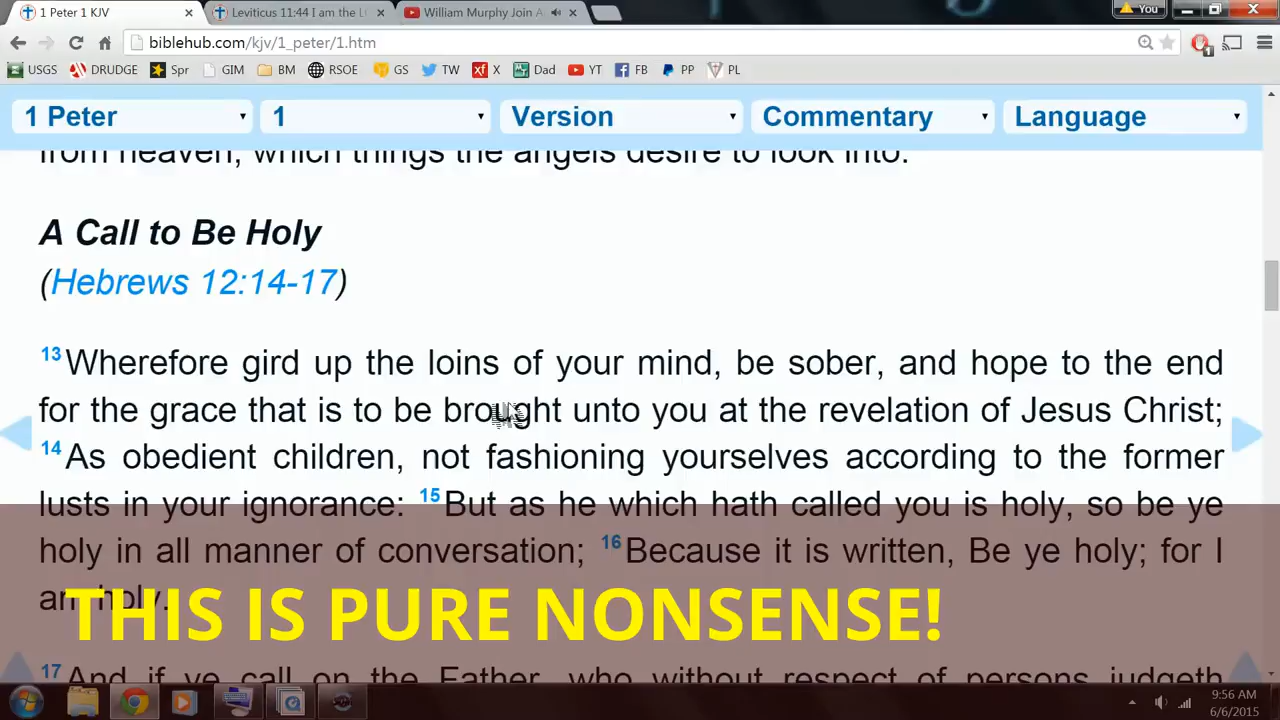 1 Peter 1 KJV
Leviticus 11:44 I am the L
William Murphy Join A
You
biblehub.com/kjv/1_peter/1.htm
USGS DRUDGE Spr GIM BM RSOE GS TW xf X Dad YT FB PP PL
1 Peter 1 Version Commentary Language
from heaven, which things the angels desire to look into.
A Call to Be Holy
(Hebrews 12:14-17)
13 Wherefore gird up the loins of your mind, be sober, and hope to the end
for the grace that is to be brought unto you at the revelation of Jesus Christ;
14 As obedient children, not fashioning yourselves according to the former
lusts in your ignorance: 15 But as he which hath called you is holy, so be ye
holy in all manner of conversation; 16 Because it is written, Be ye holy; for I
am holy.
THIS IS PURE NONSENSE!
17 And if ye call on the Father, who without respect of persons judgeth
9:56 AM
6/6/2015